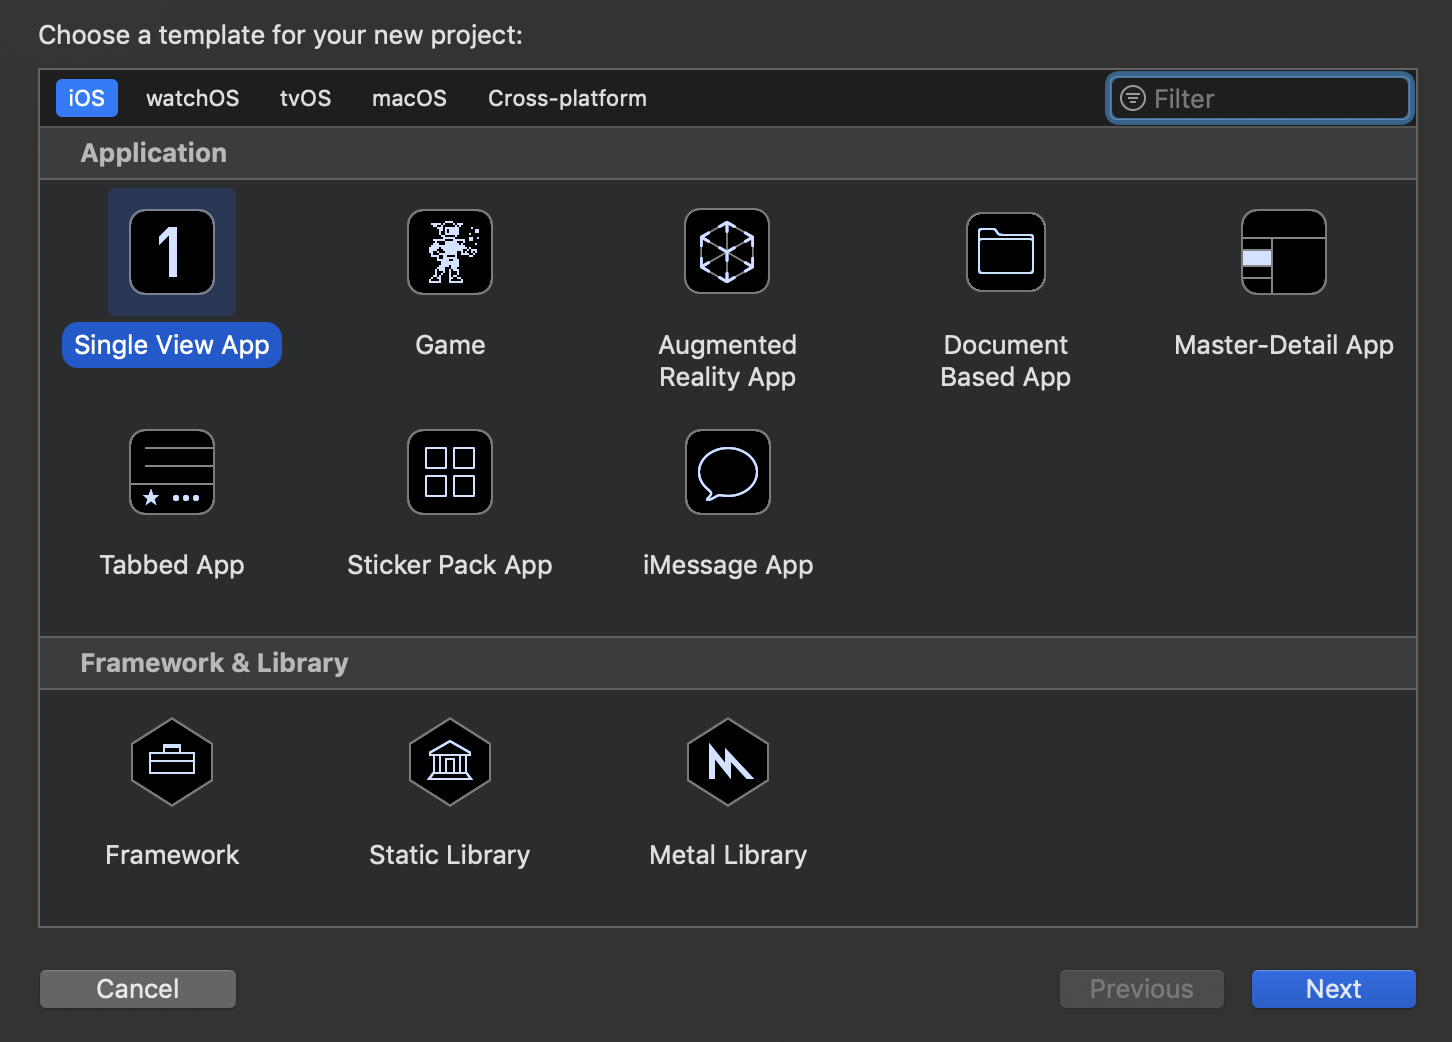 Choose a template for your new project:
iOS watchOS tvOS macOS Cross-platform Filter
Application
1
Single View App Game Augmented Reality App Document Based App Master-Detail App
Tabbed App Sticker Pack App iMessage App
Framework & Library
Framework Static Library Metal Library
Cancel Previous Next